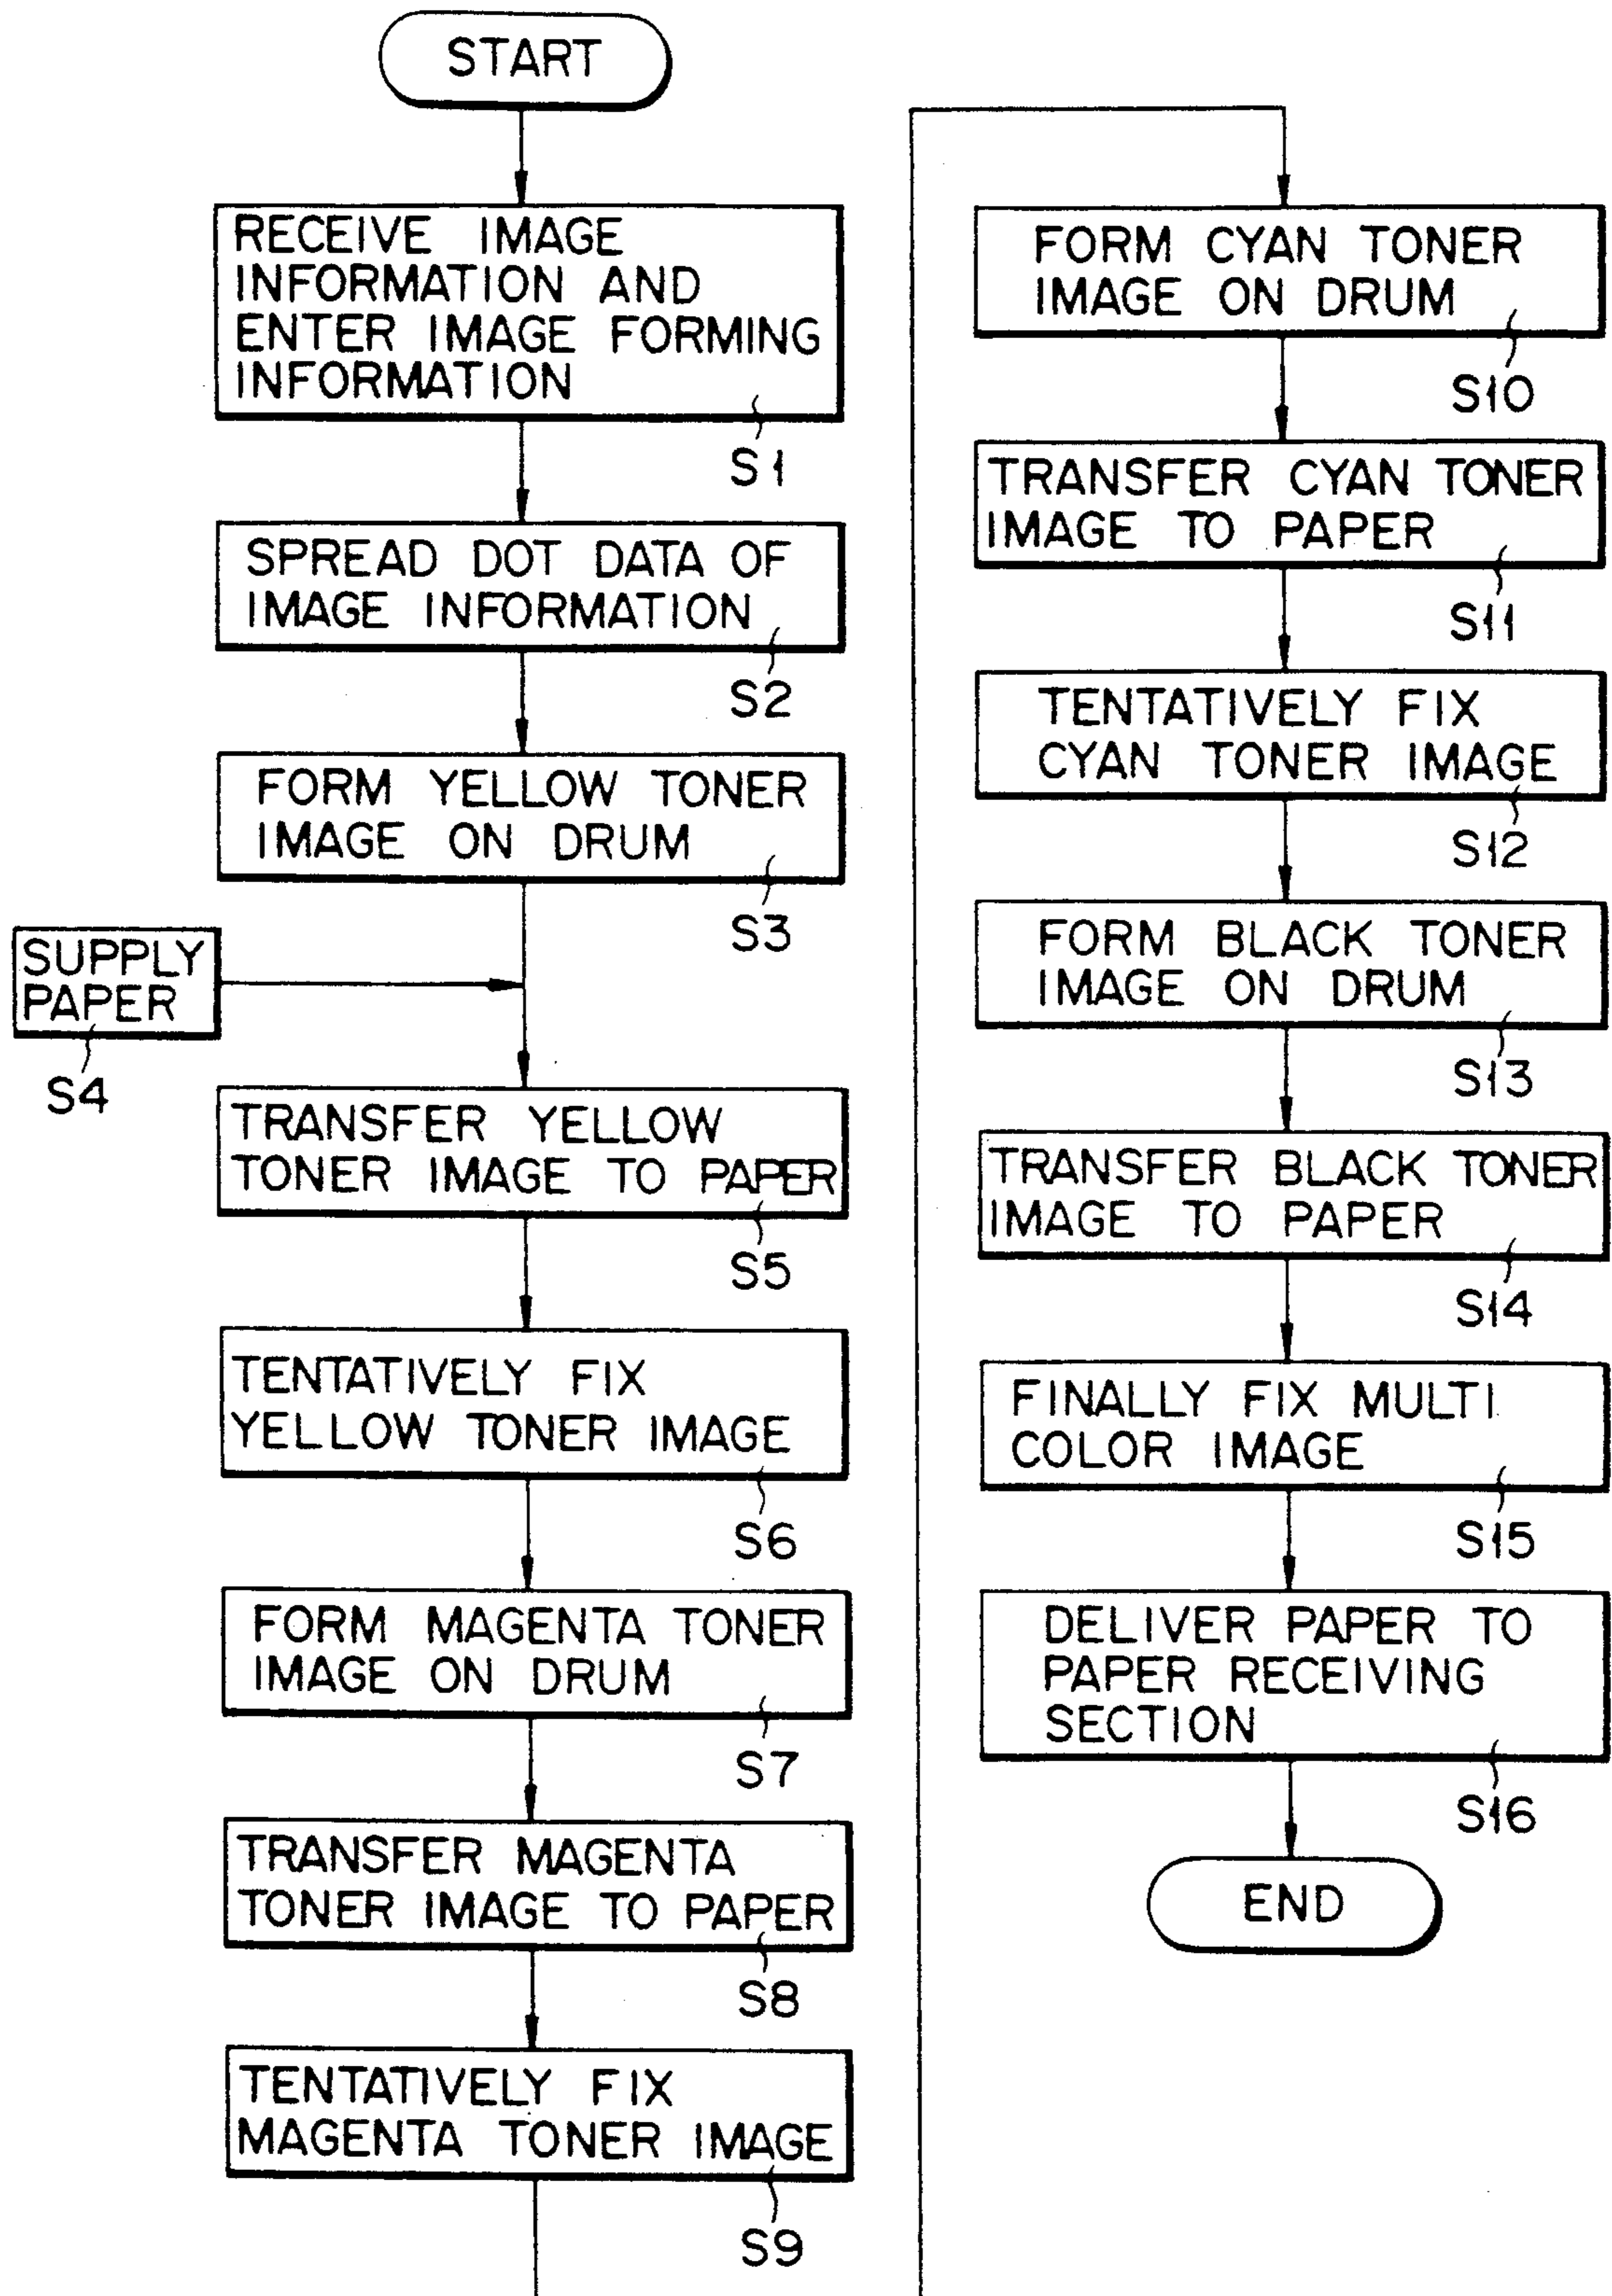 START
RECEIVE IMAGE
INFORMATION AND
ENTER IMAGE FORMING
INFORMATION
S1
SPREAD DOT DATA OF
IMAGE INFORMATION
S2
FORM YELLOW TONER
IMAGE ON DRUM
S3
SUPPLY
PAPER
S4
TRANSFER YELLOW
TONER IMAGE TO PAPER
S5
TENTATIVELY FIX
YELLOW TONER IMAGE
S6
FORM MAGENTA TONER
IMAGE ON DRUM
S7
TRANSFER MAGENTA
TONER IMAGE TO PAPER
S8
TENTATIVELY FIX
MAGENTA TONER IMAGE
S9
FORM CYAN TONER
IMAGE ON DRUM
S10
TRANSFER CYAN TONER
IMAGE TO PAPER
S11
TENTATIVELY FIX
CYAN TONER IMAGE
S12
FORM BLACK TONER
IMAGE ON DRUM
S13
TRANSFER BLACK TONER
IMAGE TO PAPER
S14
FINALLY FIX MULTI
COLOR IMAGE
S15
DELIVER PAPER TO
PAPER RECEIVING
SECTION
S16
END